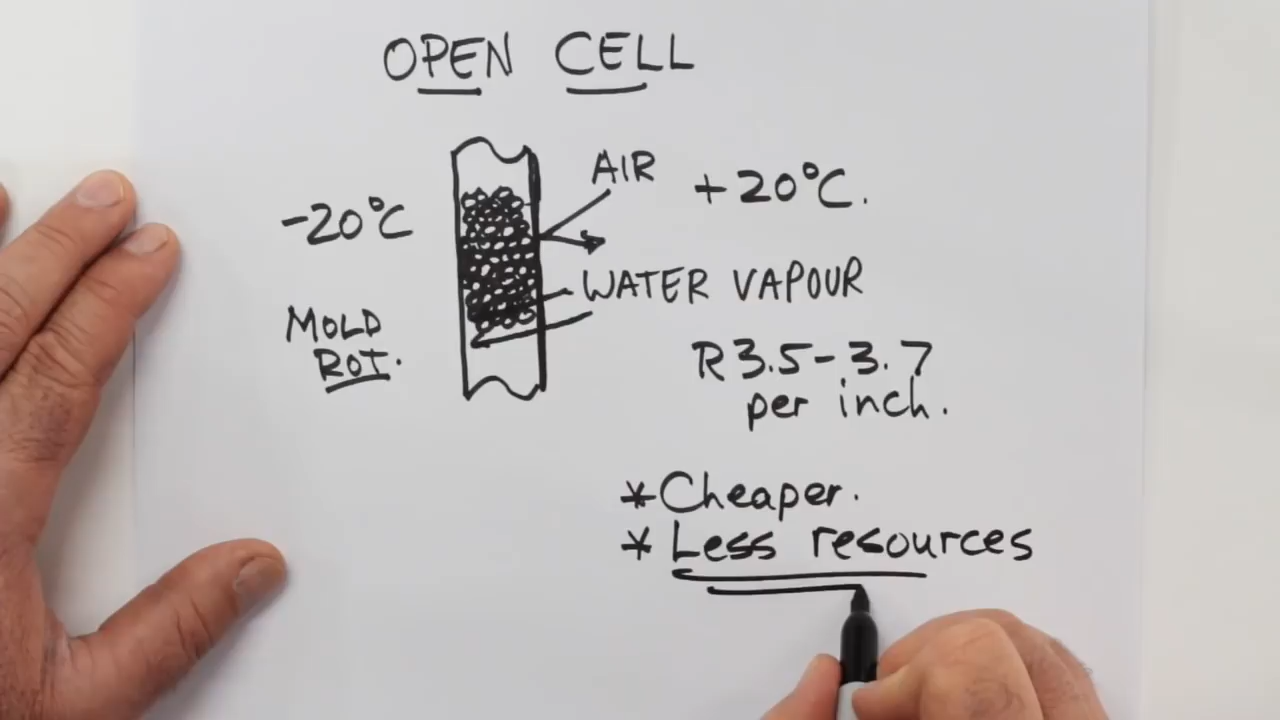 OPEN CELL
AIR
+20°C.
-20°C
WATER VAPOUR
MOLD
ROT.
R3.5-3.7
per inch.
* Cheaper.
* Less resources